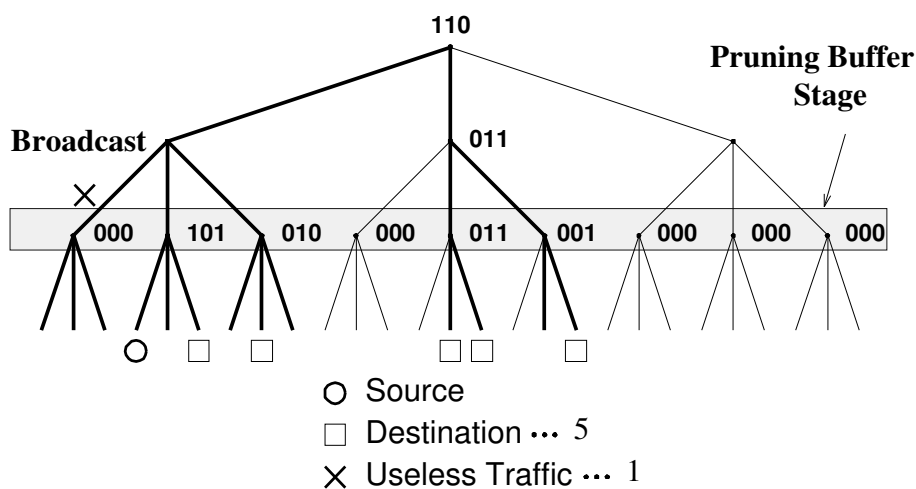 110
Pruning Buffer
Stage
Broadcast
011
000 101 010 000 011 001 000 000 000
Source
Destination ••• 5
Useless Traffic ••• 1